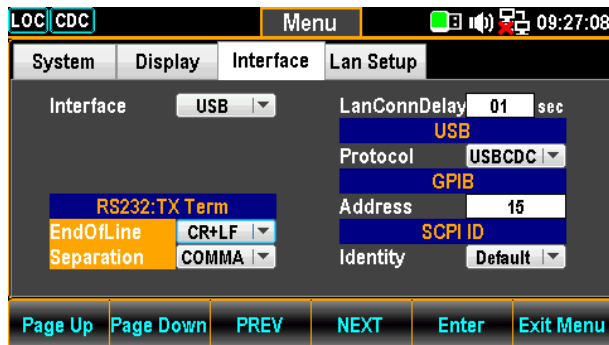 LOC CDC Menu 09:27:08
System Display Interface Lan Setup
Interface USB
LanConnDelay 01 sec
USB
Protocol USBCDC
GPIB
RS232:TX Term
Address 15
EndOfLine CR+LF
SCPI ID
Separation COMMA
Identity Default
Page Up Page Down PREV NEXT Enter Exit Menu